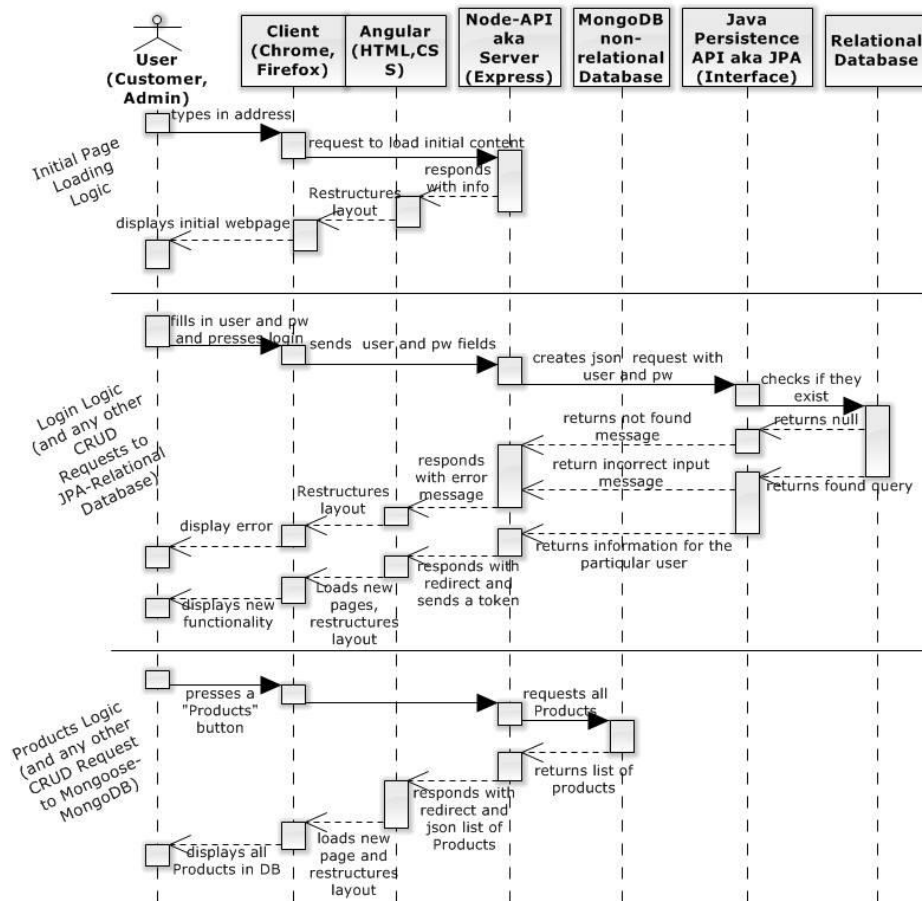 User
(Customer,
Admin)
Client
(Chrome,
Firefox)
Angular
(HTML,CS
S)
Node-API
aka
Server
(Express)
MongoDB
non-
relational
Database
Java
Persistence
API aka JPA
(Interface)
Relational
Database
Initial Page
Loading
Logic
types in address
request to load initial content
responds
with info
Restructures
layout
displays initial webpage
Login Logic
(and any other
CRUD
Requests to
JPA-Relational
Database)
fills in user and pw
and presses login
sends user and pw fields
creates json request with
user and pw
checks if they
exist
returns null
returns not found
message
returns found query
return incorrect input
message
responds
with error
message
Restructures
layout
display error
returns information for the
particular user
responds with
redirect and
sends a token
Loads new
pages,
restructures
layout
displays new
functionality
Products Logic
(and any other
CRUD Request
to Mongoose-
MongoDB)
presses a
"Products"
button
requests all
Products
returns list of
products
responds with
redirect and
json list of
Products
loads new
page and
restructures
layout
displays all
Products in DB